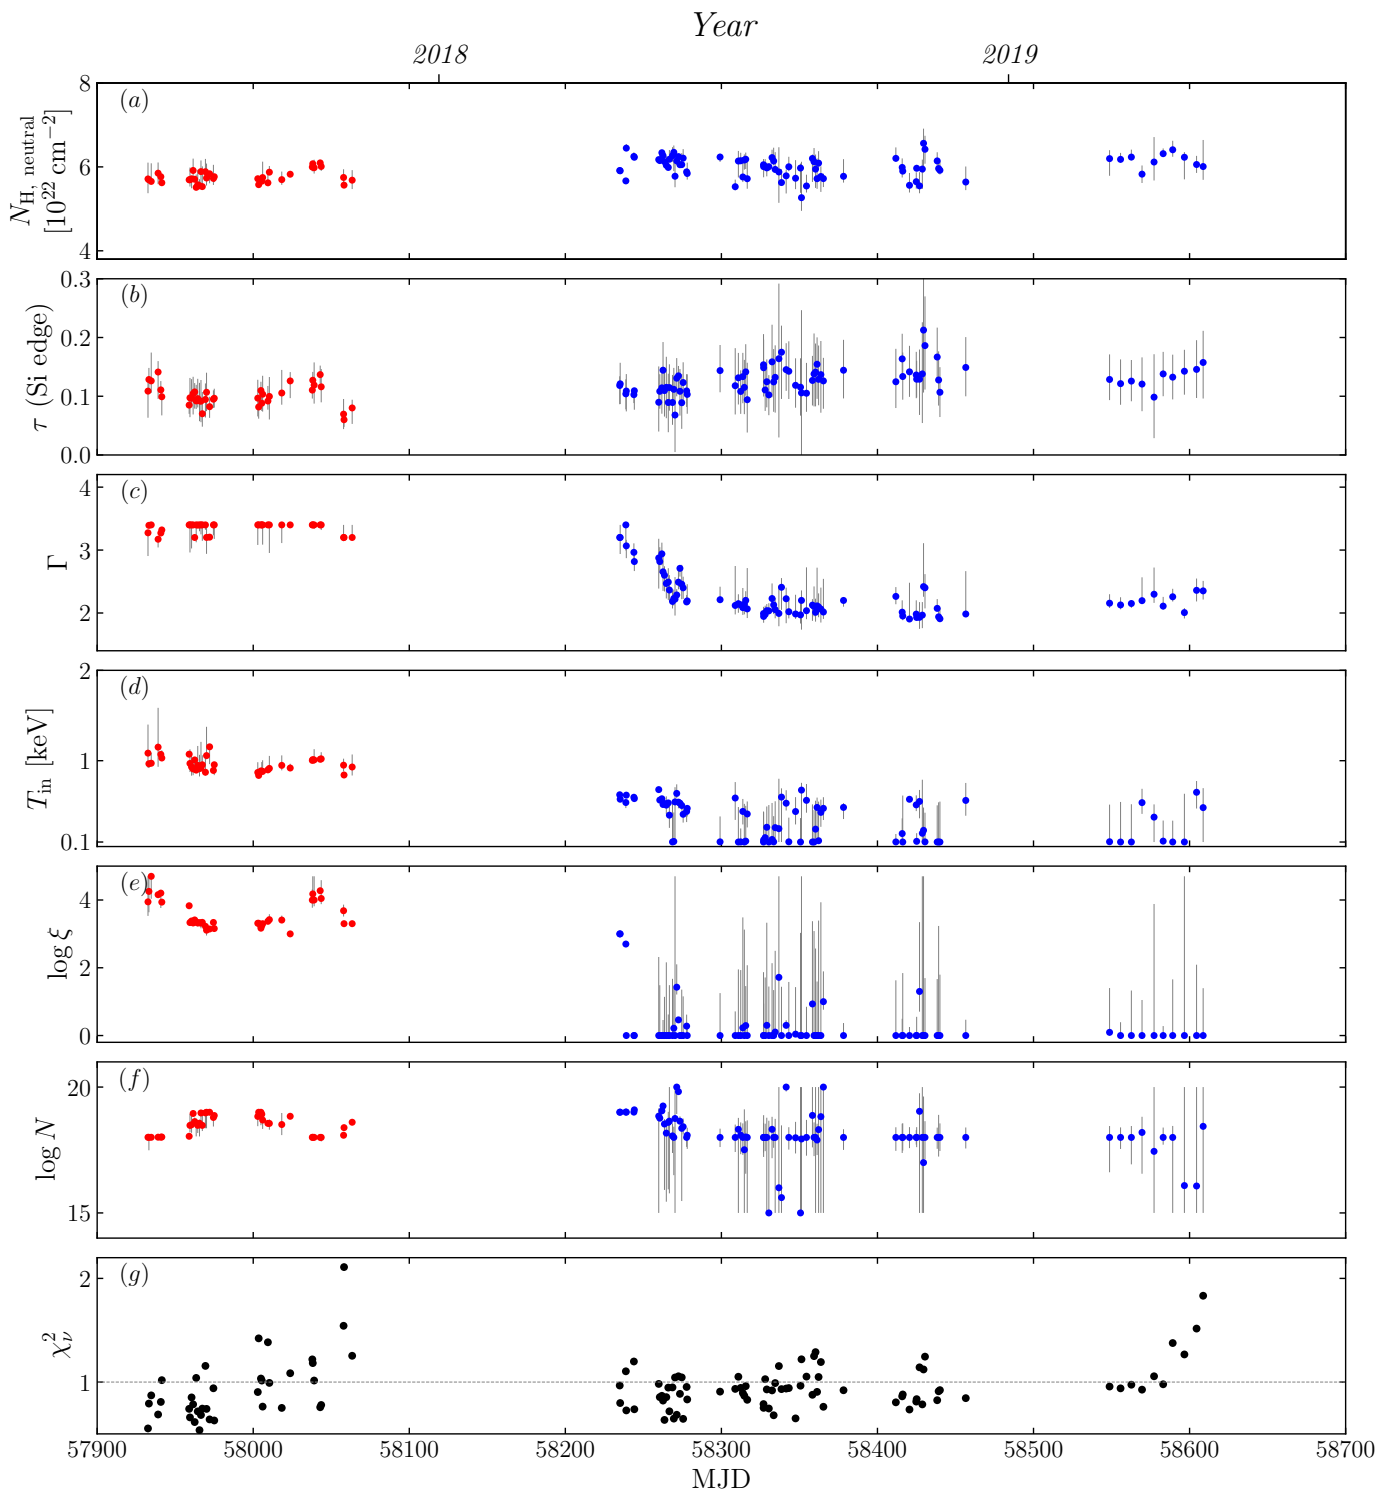 Year
2018 2019
(a)
8
6
4
N_H, neutral
[10^22 cm^−2]
(b)
0.3
0.2
0.1
0.0
τ (Si edge)
(c)
4
3
2
Γ
(d)
2
1
0.1
T_in [keV]
(e)
4
2
0
log ξ
(f)
20
15
log N
(g)
2
1
χ²_ν
57900 58000 58100 58200 58300 58400 58500 58600 58700
MJD